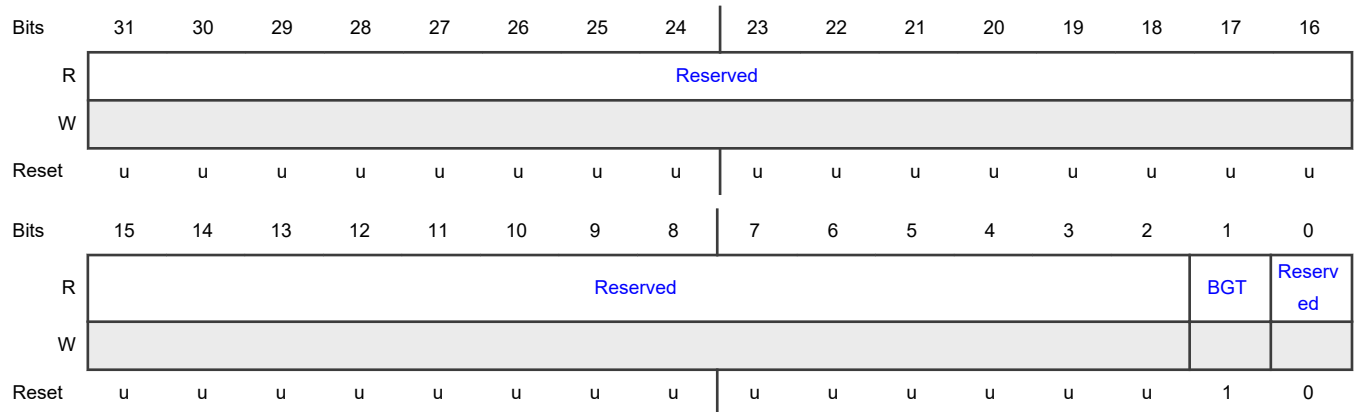 Bits 31 30 29 28 27 26 25 24 23 22 21 20 19 18 17 16
R Reserved
W
Reset u u u u u u u u u u u u u u u u
Bits 15 14 13 12 11 10 9 8 7 6 5 4 3 2 1 0
R Reserved BGT Reserv
ed
W
Reset u u u u u u u u u u u u u u 1 0